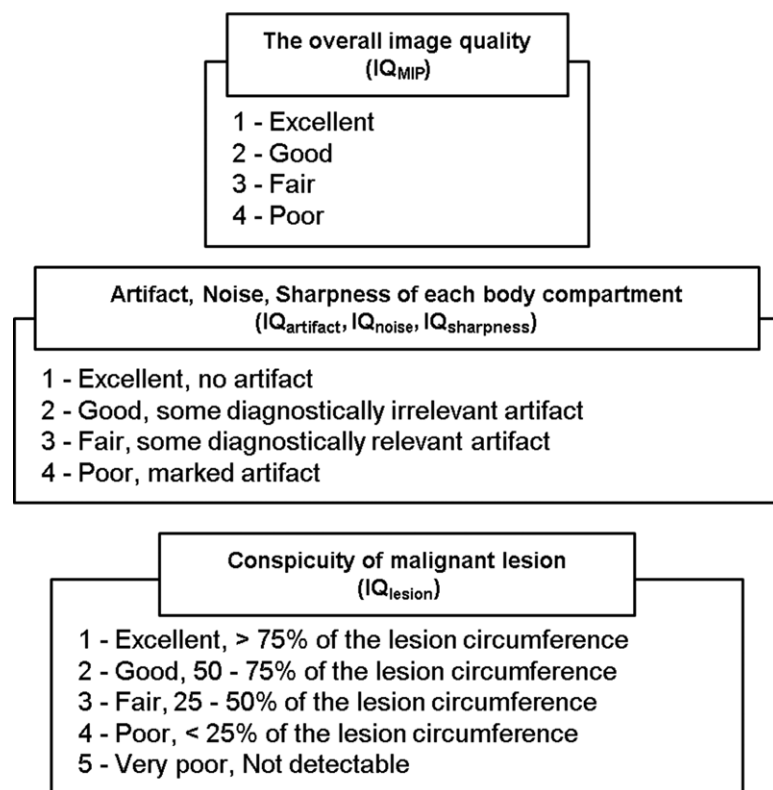 The overall image quality
(IQMIP)
1 - Excellent
2 - Good
3 - Fair
4 - Poor
Artifact, Noise, Sharpness of each body compartment
(IQartifact, IQnoise, IQsharpness)
1 - Excellent, no artifact
2 - Good, some diagnostically irrelevant artifact
3 - Fair, some diagnostically relevant artifact
4 - Poor, marked artifact
Conspicuity of malignant lesion
(IQlesion)
1 - Excellent, > 75% of the lesion circumference
2 - Good, 50 - 75% of the lesion circumference
3 - Fair, 25 - 50% of the lesion circumference
4 - Poor, < 25% of the lesion circumference
5 - Very poor, Not detectable